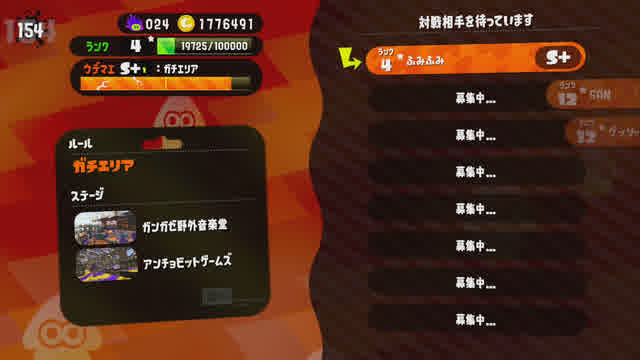 154
024
1776491
ランク 4★ 19725/100000
ウデマエ S+ :ガチエリア
ルール
ガチエリア
ステージ
ガンガゼ野外音楽堂
アンチョビットゲームズ
対戦相手を待っています
ランク 4★ ふみふみ S+
募集中...
ランク 12★ GAN
募集中...
12★
募集中...
募集中...
募集中...
募集中...
募集中...